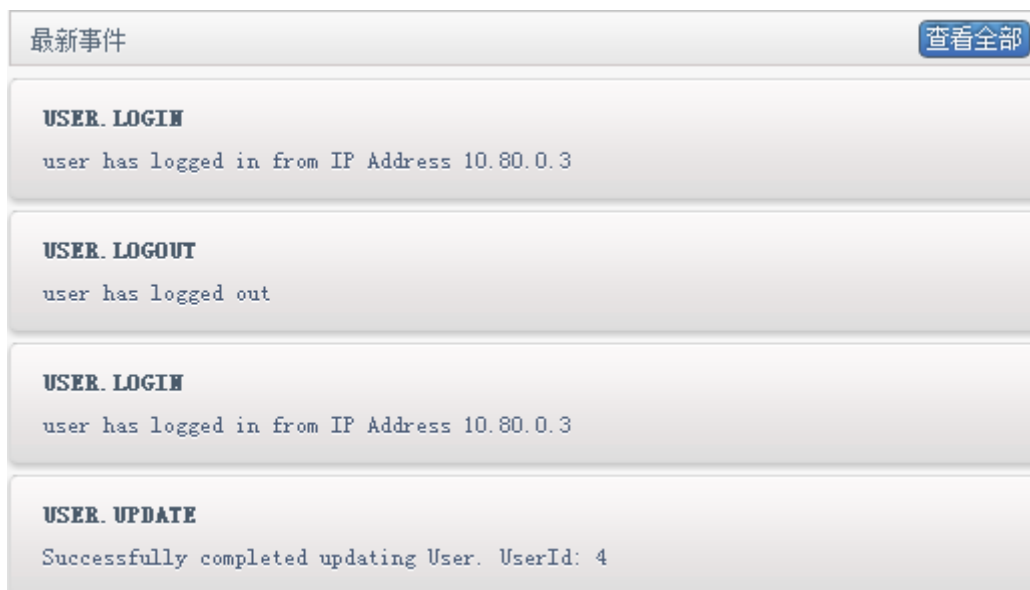 最新事件
查看全部
USER.LOGIN
user has logged in from IP Address 10.80.0.3
USER.LOGOUT
user has logged out
USER.LOGIN
user has logged in from IP Address 10.80.0.3
USER.UPDATE
Successfully completed updating User. UserId: 4